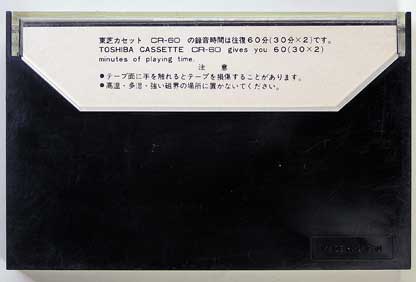 東芝カセット CR-60 の録音時間は往復60分(30分×2)です。
TOSHIBA CASSETTE CR-60 gives you 60(30×2)
minutes of playing time.
注 意
●テープ面に手を触れるとテープを損傷することがあります。
●高温・多湿・強い磁界の場所に置かないでください。